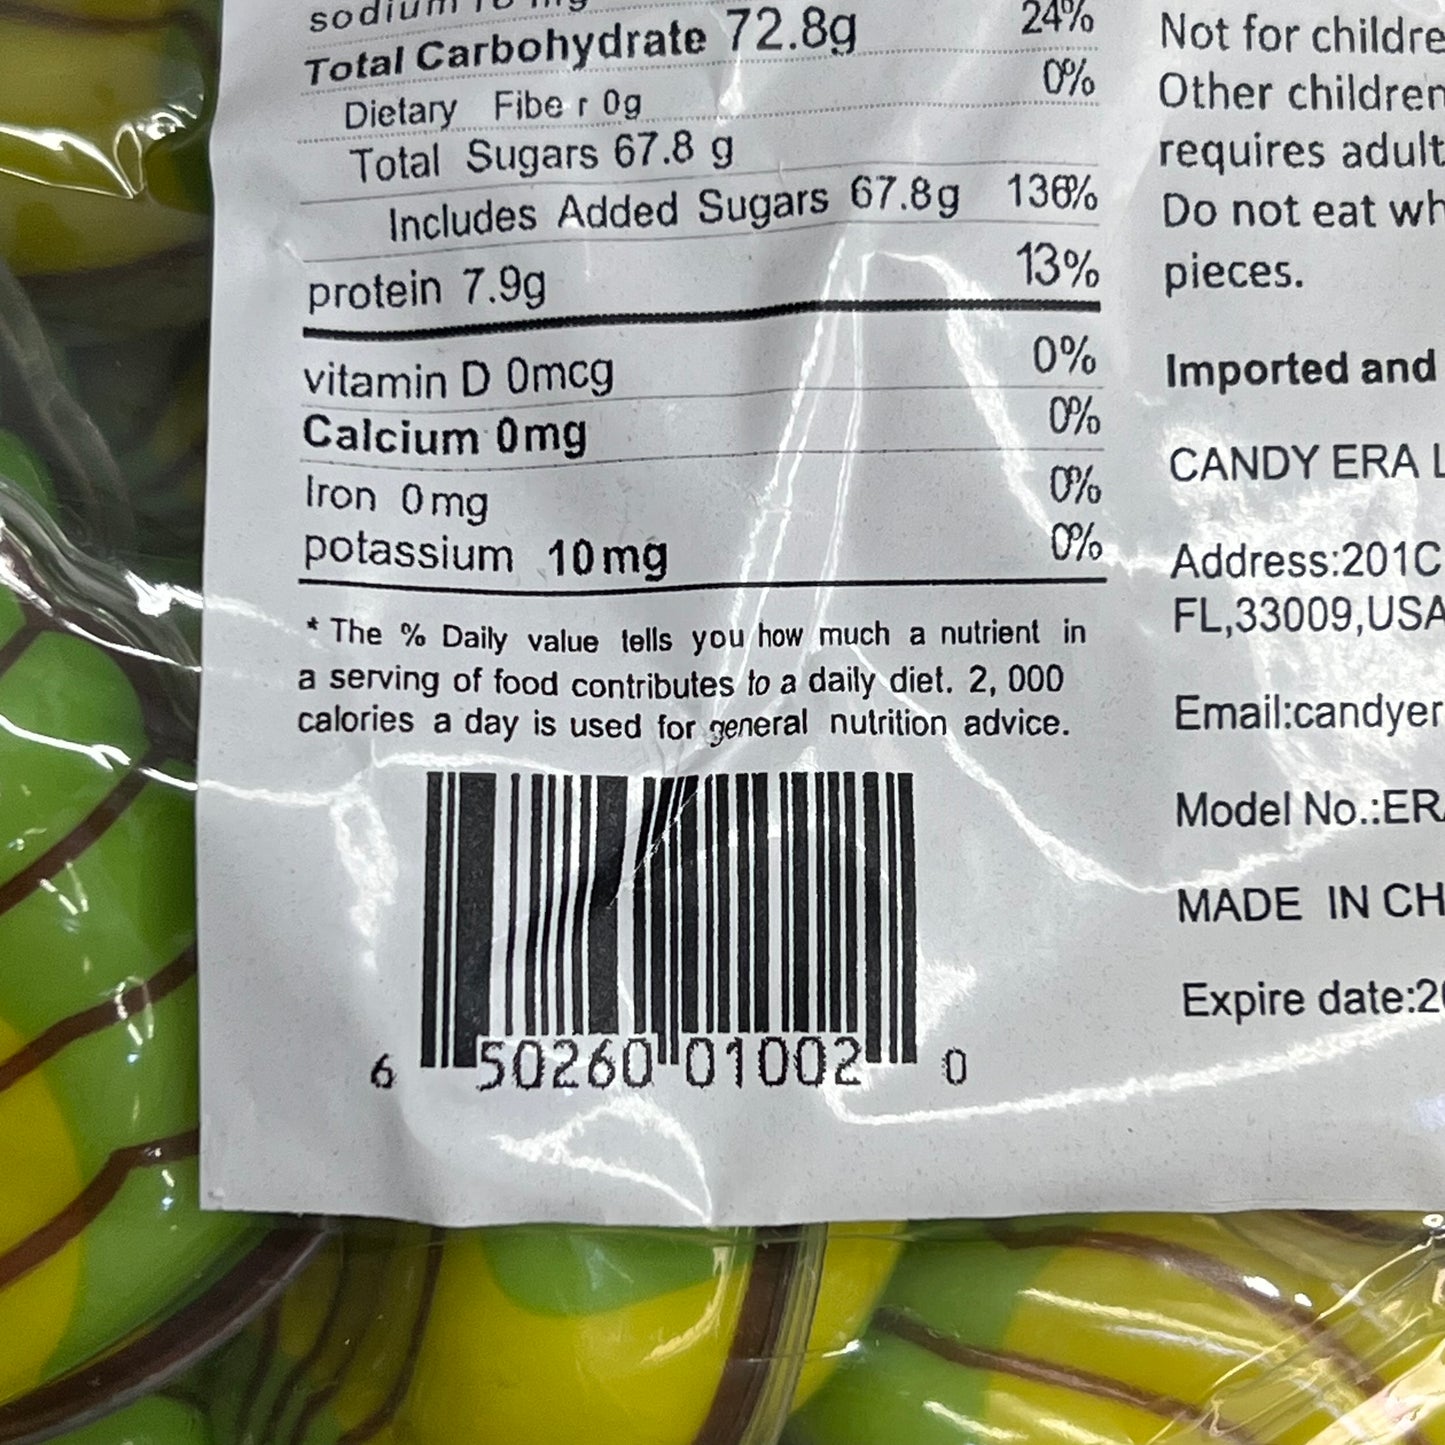 sodium
Total Carbohydrate 72.8g 24%
Dietary Fiber 0g 0%
Total Sugars 67.8 g
Includes Added Sugars 67.8g 136%
protein 7.9g 13%
vitamin D 0mcg 0%
Calcium 0mg 0%
Iron 0mg 0%
potassium 10mg 0%
* The % Daily value tells you how much a nutrient in
a serving of food contributes to a daily diet. 2, 000
calories a day is used for general nutrition advice.
6 50260 01002 0
Not for childre
Other children
requires adult
Do not eat wh
pieces.
Imported and
CANDY ERA L
Address:201C
FL,33009,USA
Email:candyer
Model No.:ER
MADE IN CH
Expire date:2